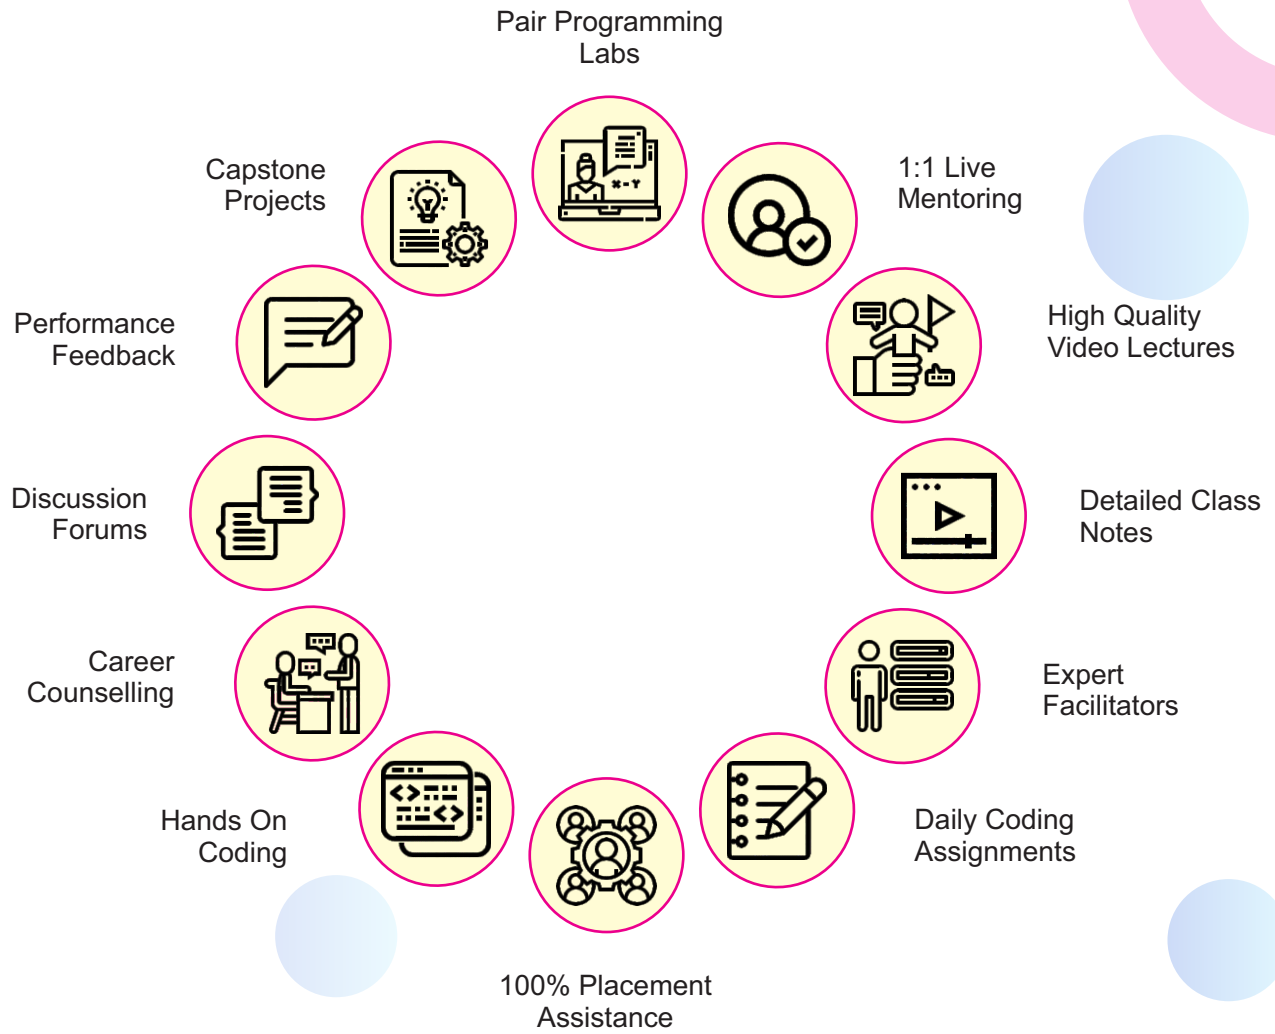 Pair Programming
Labs
Capstone
Projects
1:1 Live
Mentoring
Performance
Feedback
High Quality
Video Lectures
Discussion
Forums
Detailed Class
Notes
Career
Counselling
Expert
Facilitators
Hands On
Coding
Daily Coding
Assignments
100% Placement
Assistance
X - Y